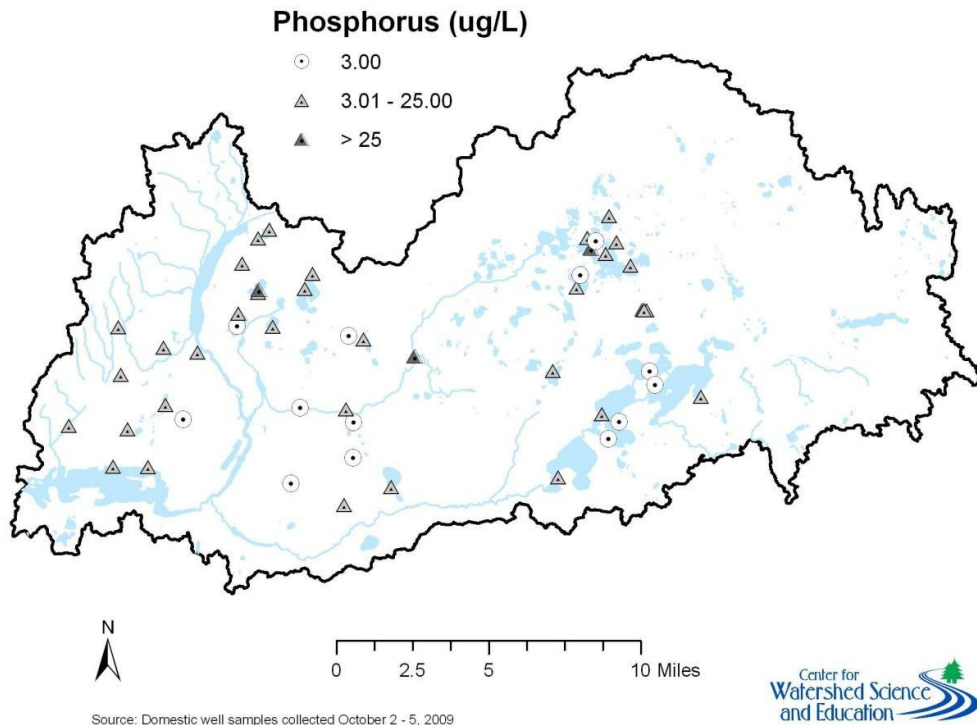 Phosphorus (ug/L)
3.00
3.01 - 25.00
> 25
N
0 2.5 5 10 Miles
Center for
Watershed Science
and Education
Source: Domestic well samples collected October 2 - 5, 2009